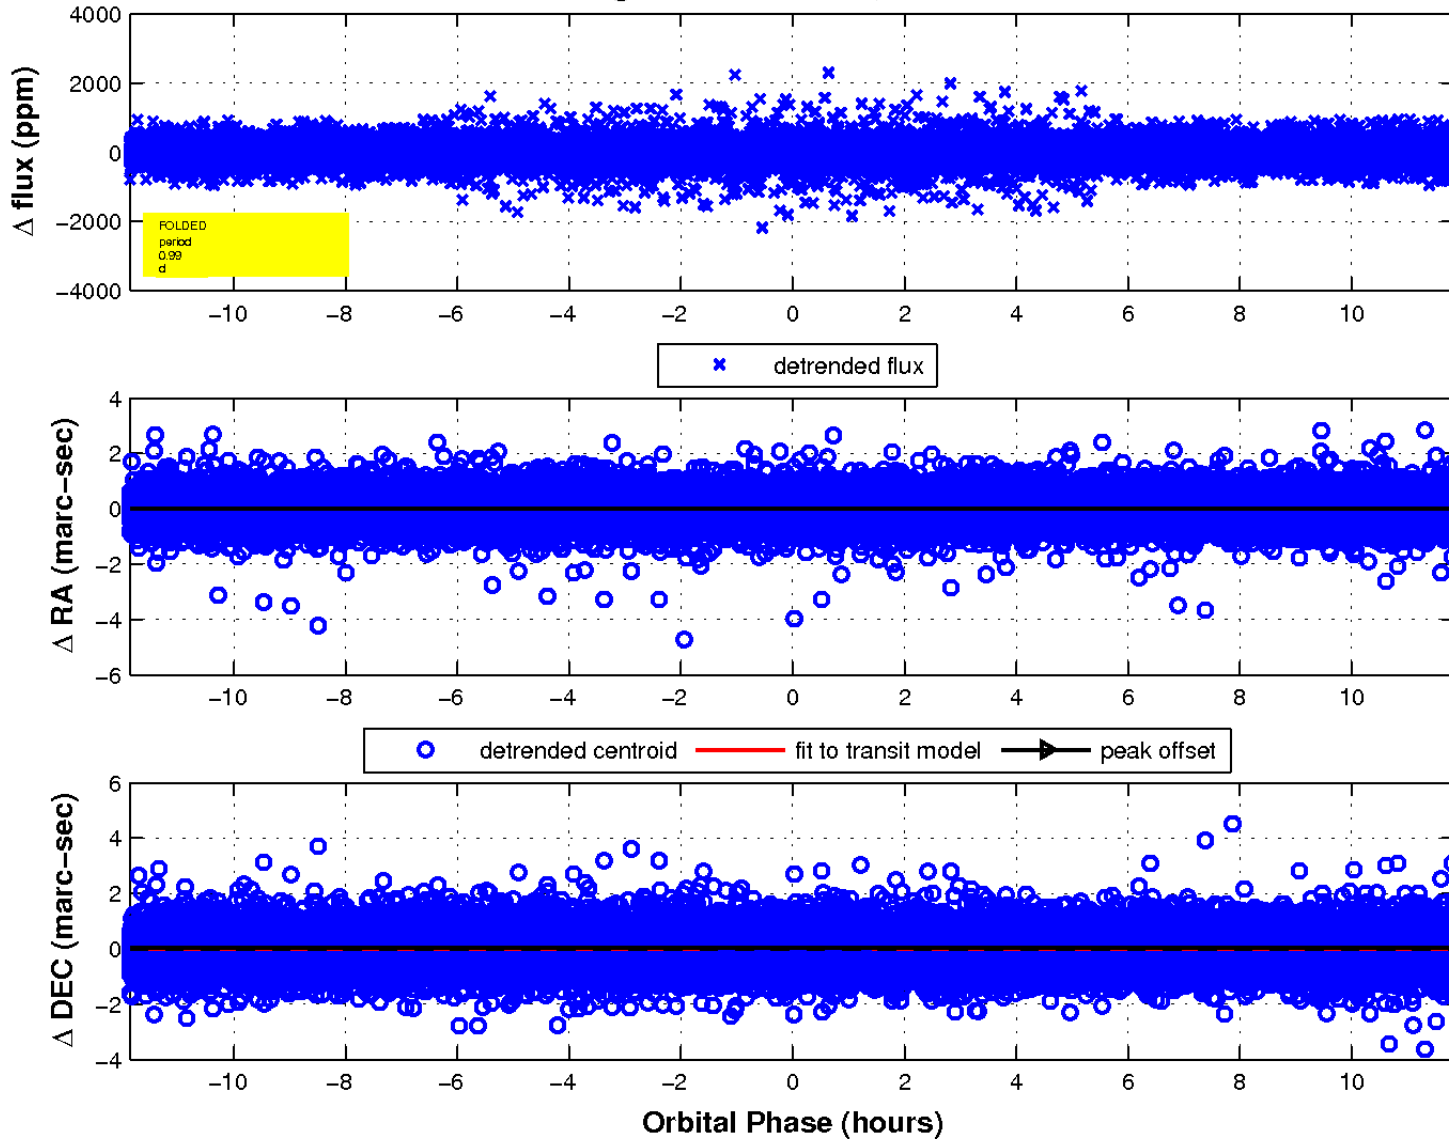 4000
2000
0
−2000
−4000
Δ flux (ppm)
FOLDED
period
0.99
d
−10 −8 −6 −4 −2 0 2 4 6 8 10
detrended flux
4
2
0
−2
−4
−6
Δ RA (marc−sec)
−10 −8 −6 −4 −2 0 2 4 6 8 10
detrended centroid fit to transit model peak offset
6
4
2
0
−2
−4
Δ DEC (marc−sec)
−10 −8 −6 −4 −2 0 2 4 6 8 10
Orbital Phase (hours)